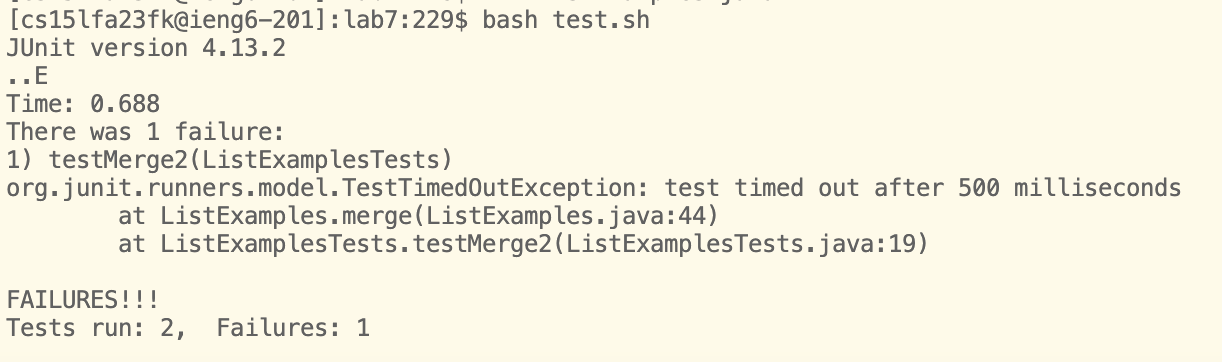 [cs15lfa23fk@ieng6-201]:lab7:229$ bash test.sh
JUnit version 4.13.2
..E
Time: 0.688
There was 1 failure:
1) testMerge2(ListExamplesTests)
org.junit.runners.model.TestTimedOutException: test timed out after 500 milliseconds
        at ListExamples.merge(ListExamples.java:44)
        at ListExamplesTests.testMerge2(ListExamplesTests.java:19)

FAILURES!!!
Tests run: 2,  Failures: 1